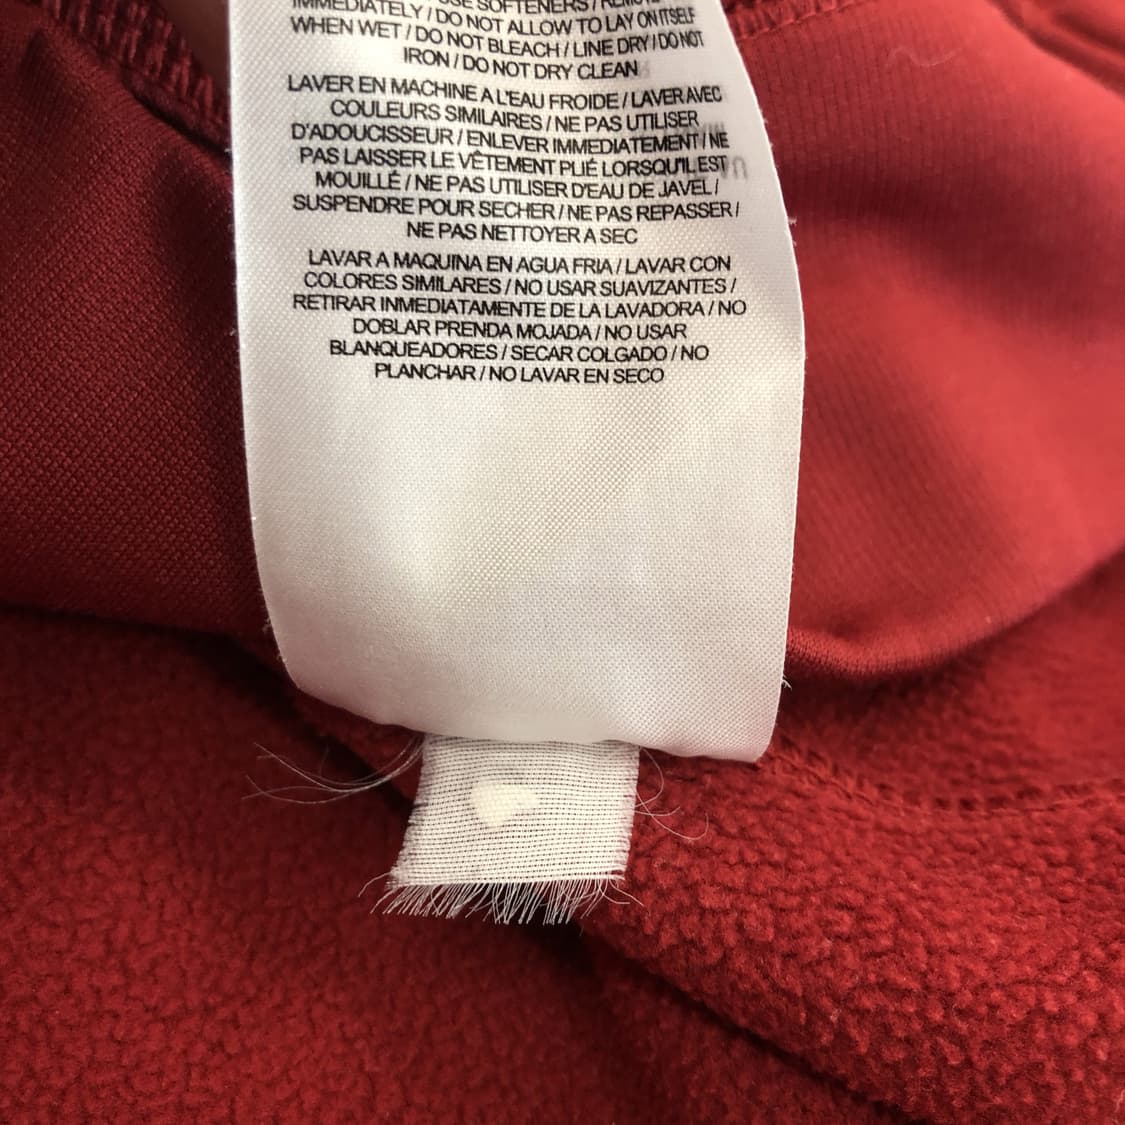 USE SOFTENERS / REMOVE
IMMEDIATELY / DO NOT ALLOW TO LAY ON ITSELF
WHEN WET / DO NOT BLEACH / LINE DRY / DO NOT
IRON / DO NOT DRY CLEAN
LAVER EN MACHINE A L'EAU FROIDE / LAVER AVEC
COULEURS SIMILAIRES / NE PAS UTILISER
D'ADOUCISSEUR / ENLEVER IMMEDIATEMENT / NE
PAS LAISSER LE VÊTEMENT PLIÉ LORSQU'IL EST
MOUILLÉ / NE PAS UTILISER D'EAU DE JAVEL /
SUSPENDRE POUR SECHER / NE PAS REPASSER /
NE PAS NETTOYER A SEC
LAVAR A MAQUINA EN AGUA FRIA / LAVAR CON
COLORES SIMILARES / NO USAR SUAVIZANTES /
RETIRAR INMEDIATAMENTE DE LA LAVADORA / NO
DOBLAR PRENDA MOJADA / NO USAR
BLANQUEADORES / SECAR COLGADO / NO
PLANCHAR / NO LAVAR EN SECO